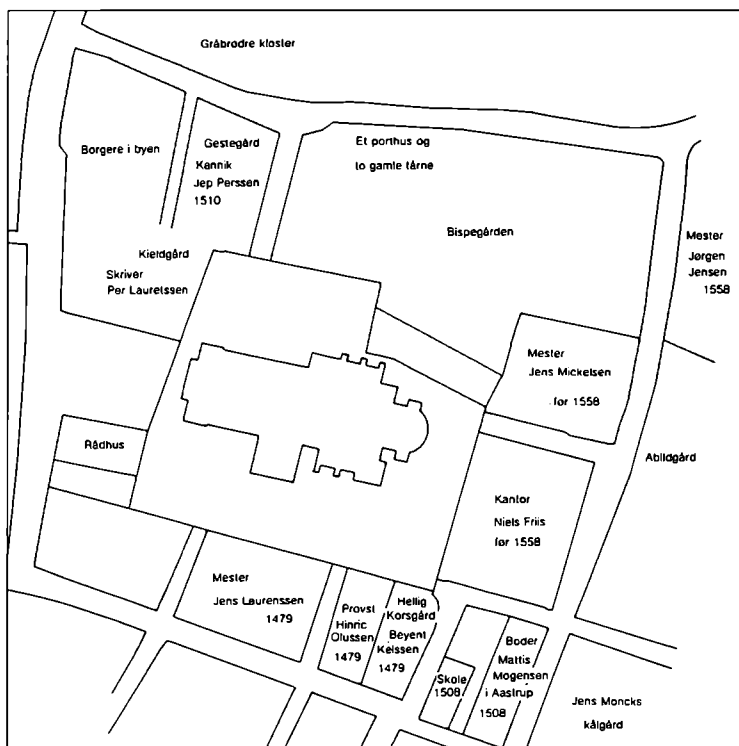 Gråbrødre kloster
Borgere i byen
Gestegård
Kannik
Jep Perssen
1510
Et porthus og
to gamle tårne
Bispegården
Mester
Jørgen
Jensen
1558
Kieldgård
Skriver
Per Lauretssen
Mester
Jens Mickelsen
før 1558
Rådhus
Abildgård
Kantor
Niels Friis
før 1558
Mester
Jens Laurenssen
1479
Provst
Hinric
Olussen
1479
Hellig
Korsgård
Beyent
Kelssen
1479
Skole
1508
Boder
Mattis
Mogensen
i Aastrup
1508
Jens Moncks
kålgård